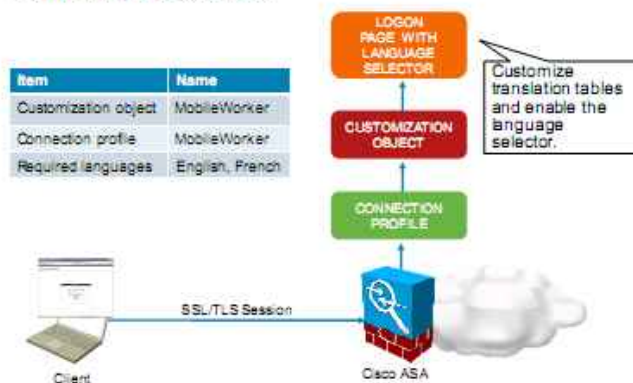 LOGON
PAGE WITH
LANGUAGE
SELECTOR
Customize
translation tables
and enable the
language
selector.
Item Name
Customization object MobileWorker
Connection profile MobileWorker
Required languages English, French
CUSTOMIZATION
OBJECT
CONNECTION
PROFILE
SSL/TLS Session
Client
Cisco ASA